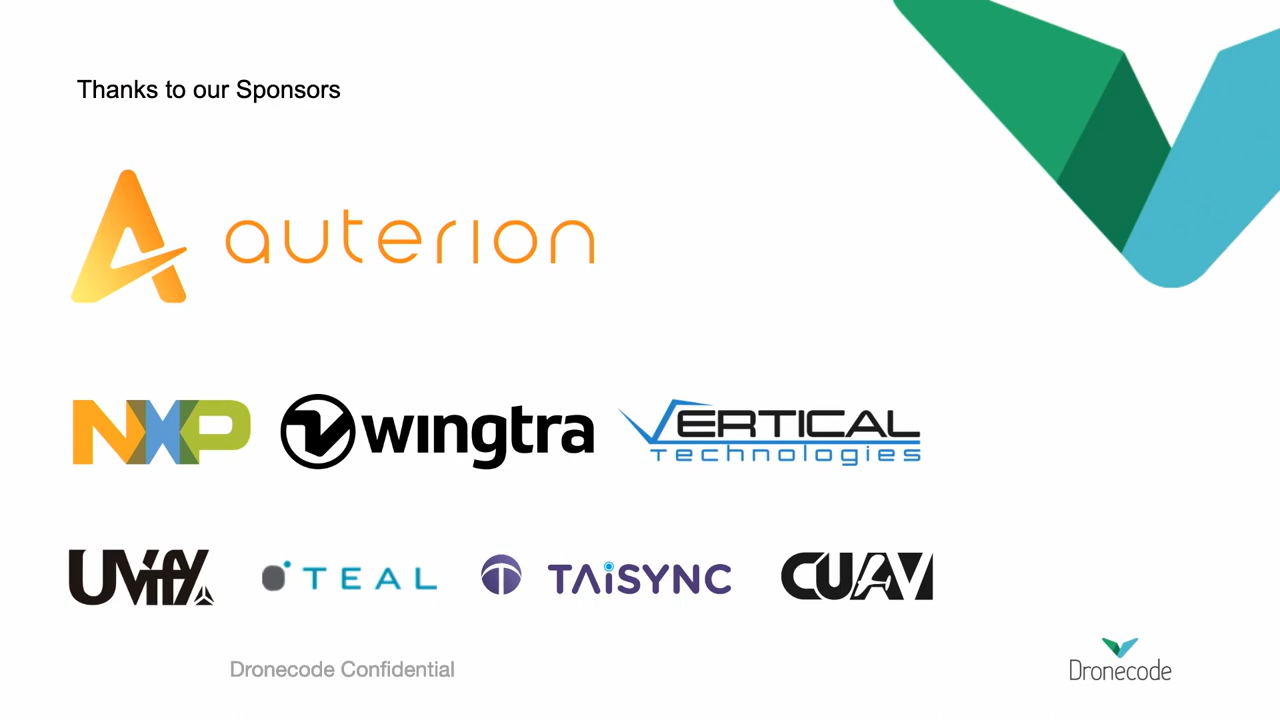 Thanks to our Sponsors
auterion
NXP wingtra VERTICAL
Technologies
UVify TEAL TAiSYNC CUAV
Dronecode Confidential
Dronecode